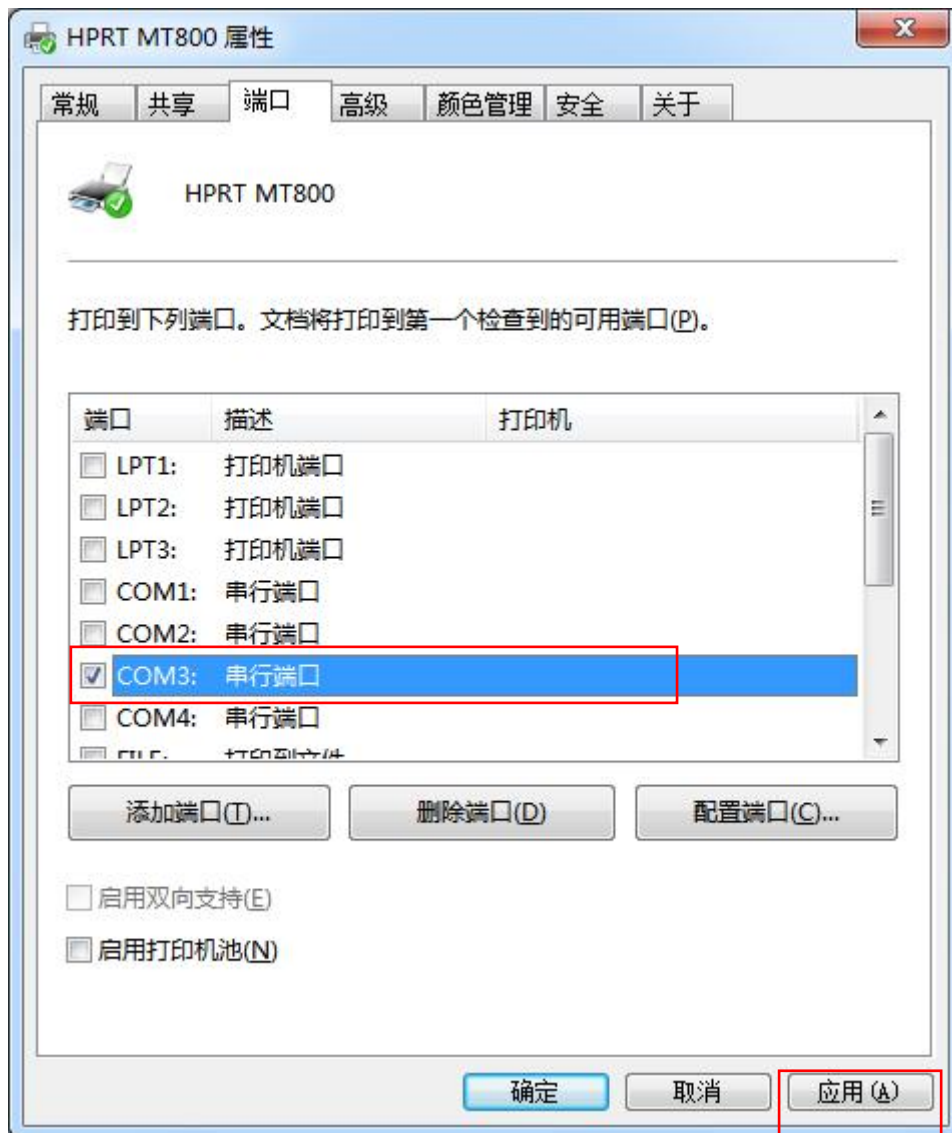 HPRT MT800 属性
常规 共享 端口 高级 颜色管理 安全 关于
HPRT MT800
打印到下列端口。文档将打印到第一个检查到的可用端口(P)。
端口 描述 打印机
LPT1: 打印机端口
LPT2: 打印机端口
LPT3: 打印机端口
COM1: 串行端口
COM2: 串行端口
COM3: 串行端口
COM4: 串行端口
FILE: 打印到文件
添加端口(T)... 删除端口(D) 配置端口(C)...
启用双向支持(E)
启用打印机池(N)
确定 取消 应用(A)